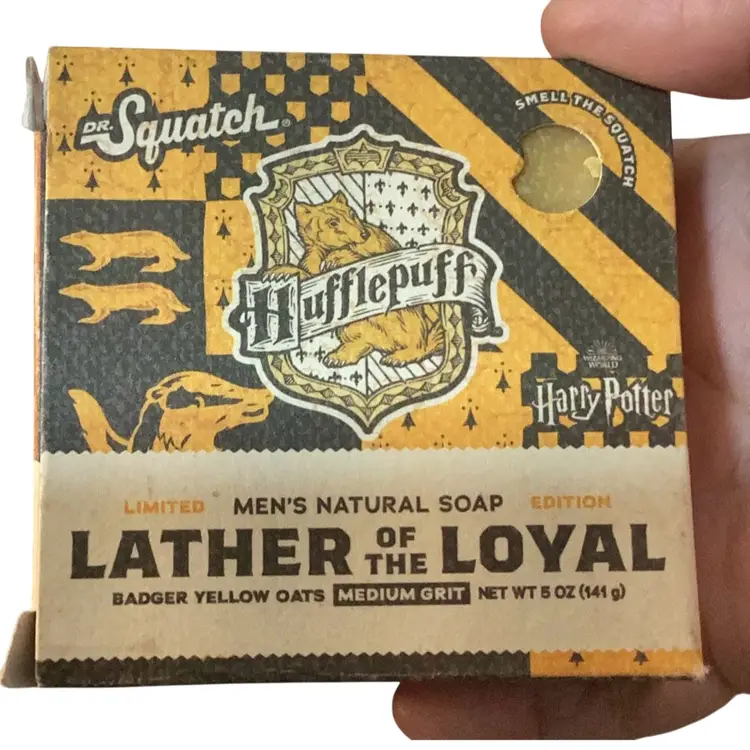 DR. Squatch®
SMELL THE SQUATCH
Hufflepuff
WIZARDING
WORLD
Harry Potter
LIMITED MEN'S NATURAL SOAP EDITION
LATHER OF THE LOYAL
BADGER YELLOW OATS MEDIUM GRIT NET WT 5 OZ (141 g)